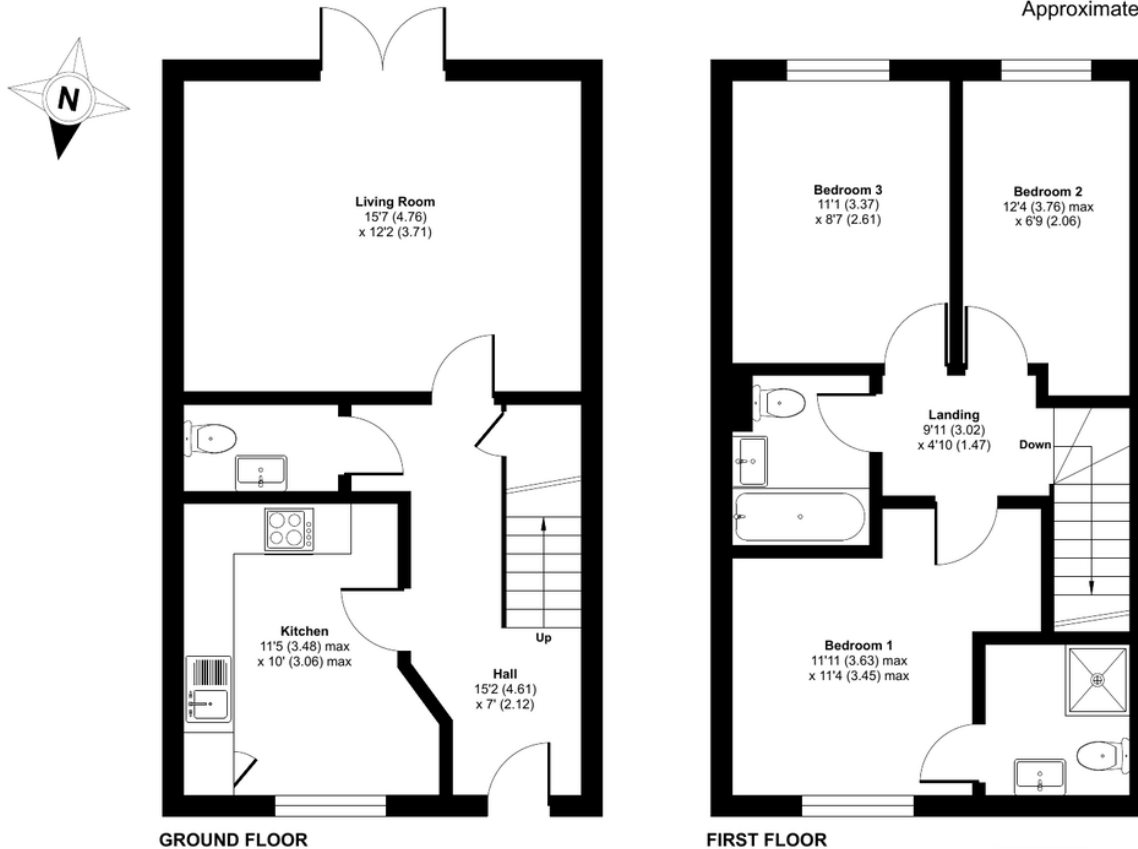 Approximate
N
Living Room
15'7 (4.76)
x 12'2 (3.71)
Kitchen
11'5 (3.48) max
x 10' (3.06) max
Up
Hall
15'2 (4.61)
x 7' (2.12)
GROUND FLOOR
Bedroom 3
11'1 (3.37)
x 8'7 (2.61)
Bedroom 2
12'4 (3.76) max
x 6'9 (2.06)
Landing
9'11 (3.02)
x 4'10 (1.47)
Down
Bedroom 1
11'11 (3.63) max
x 11'4 (3.45) max
FIRST FLOOR